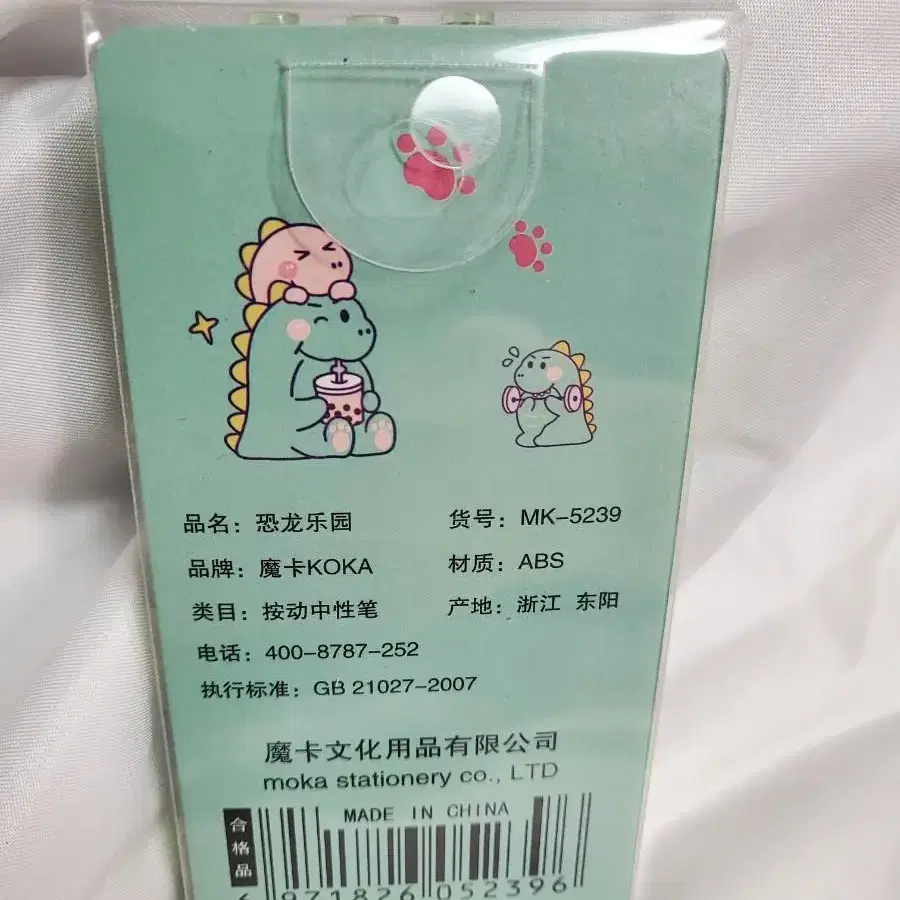 品名：恐龙乐园 货号：MK-5239
品牌：魔卡KOKA 材质：ABS
类目：按动中性笔 产地：浙江 东阳
电话：400-8787-252
执行标准：GB 21027-2007
魔卡文化用品有限公司
moka stationery co., LTD
合格品
MADE IN CHINA
6 971826 052396